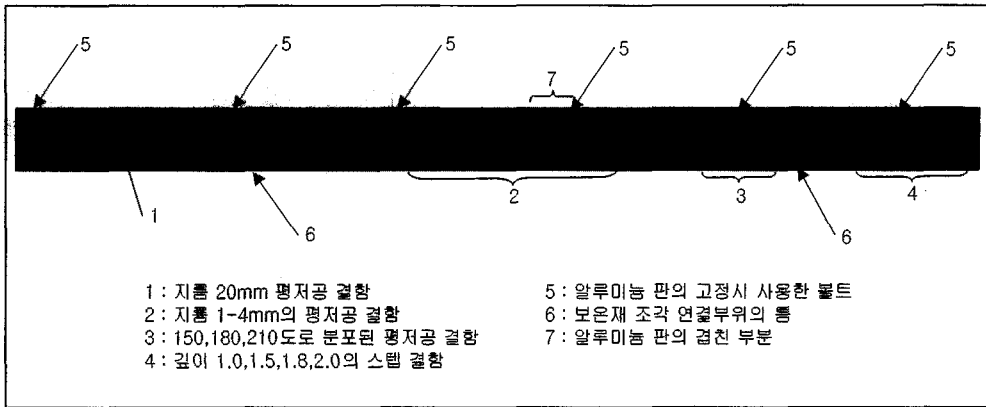 5 5 5 5 5 5
7
1 6 2 3 6 4
1 : 지름 20mm 평저공 결함
2 : 지름 1-4mm의 평저공 결함
3 : 150,180,210도로 분포된 평저공 결함
4 : 깊이 1.0,1.5,1.8,2.0의 스텝 결함
5 : 알루미늄 판의 고정시 사용한 볼트
6 : 보온재 조각 연결부위의 틈
7 : 알루미늄 판의 겹친 부분